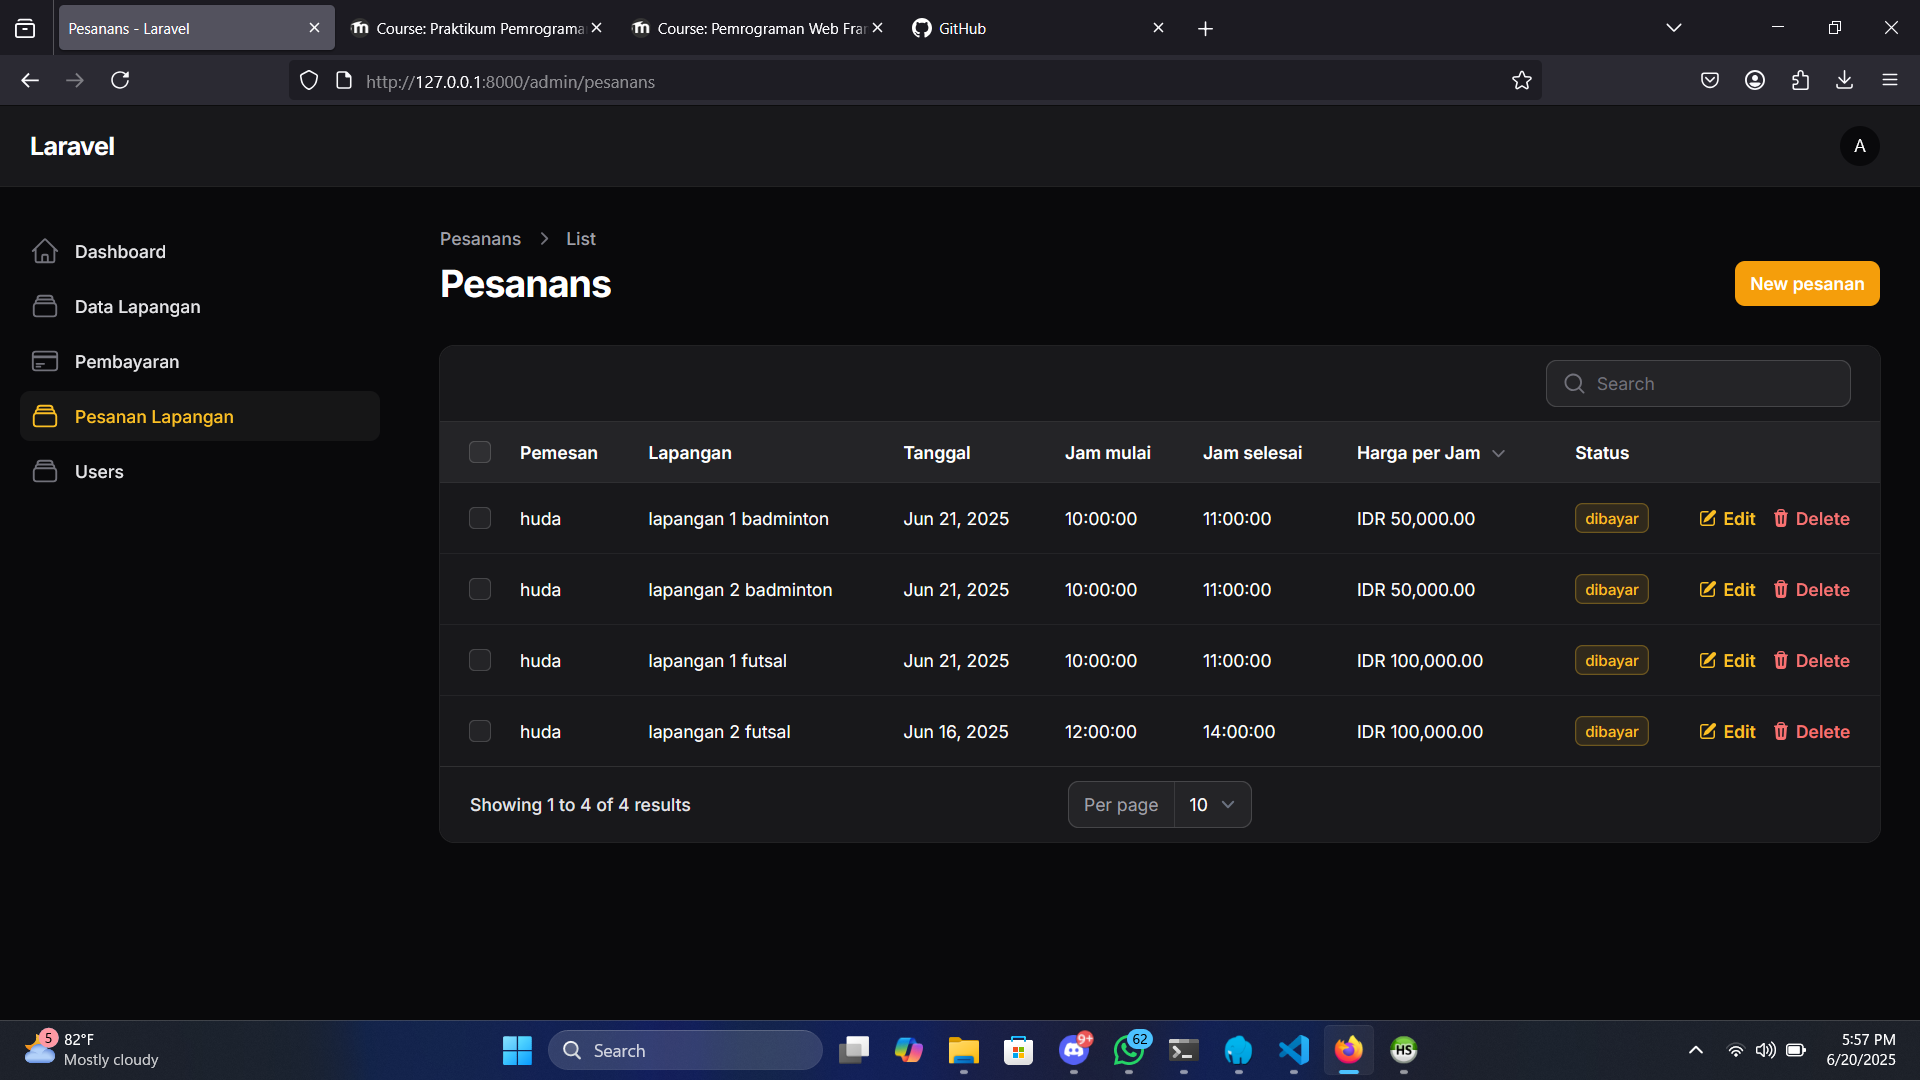 Pesanans - Laravel
Course: Praktikum Pemrograma
Course: Pemrograman Web Fra
GitHub
http://127.0.0.1:8000/admin/pesanans
Laravel
A
Dashboard
Data Lapangan
Pembayaran
Pesanan Lapangan
Users
Pesanans > List
Pesanans
New pesanan
Search
Pemesan Lapangan Tanggal Jam mulai Jam selesai Harga per Jam Status
huda lapangan 1 badminton Jun 21, 2025 10:00:00 11:00:00 IDR 50,000.00 dibayar Edit Delete
huda lapangan 2 badminton Jun 21, 2025 10:00:00 11:00:00 IDR 50,000.00 dibayar Edit Delete
huda lapangan 1 futsal Jun 21, 2025 10:00:00 11:00:00 IDR 100,000.00 dibayar Edit Delete
huda lapangan 2 futsal Jun 16, 2025 12:00:00 14:00:00 IDR 100,000.00 dibayar Edit Delete
Showing 1 to 4 of 4 results
Per page 10
5
82°F
Mostly cloudy
Search
9+
62
HS
5:57 PM
6/20/2025